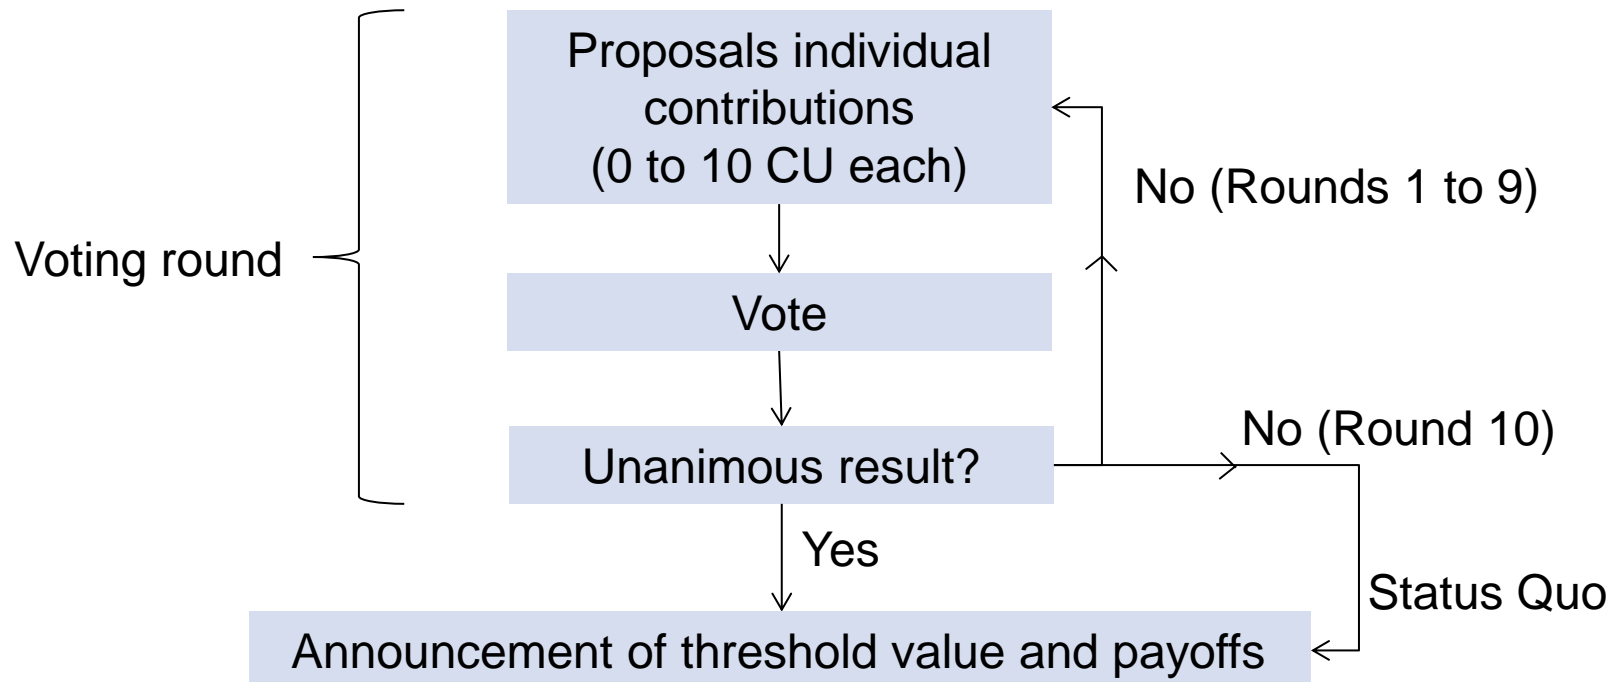 Proposals individual
contributions
(0 to 10 CU each)
No (Rounds 1 to 9)
Voting round
Vote
No (Round 10)
Unanimous result?
Yes
Status Quo
Announcement of threshold value and payoffs